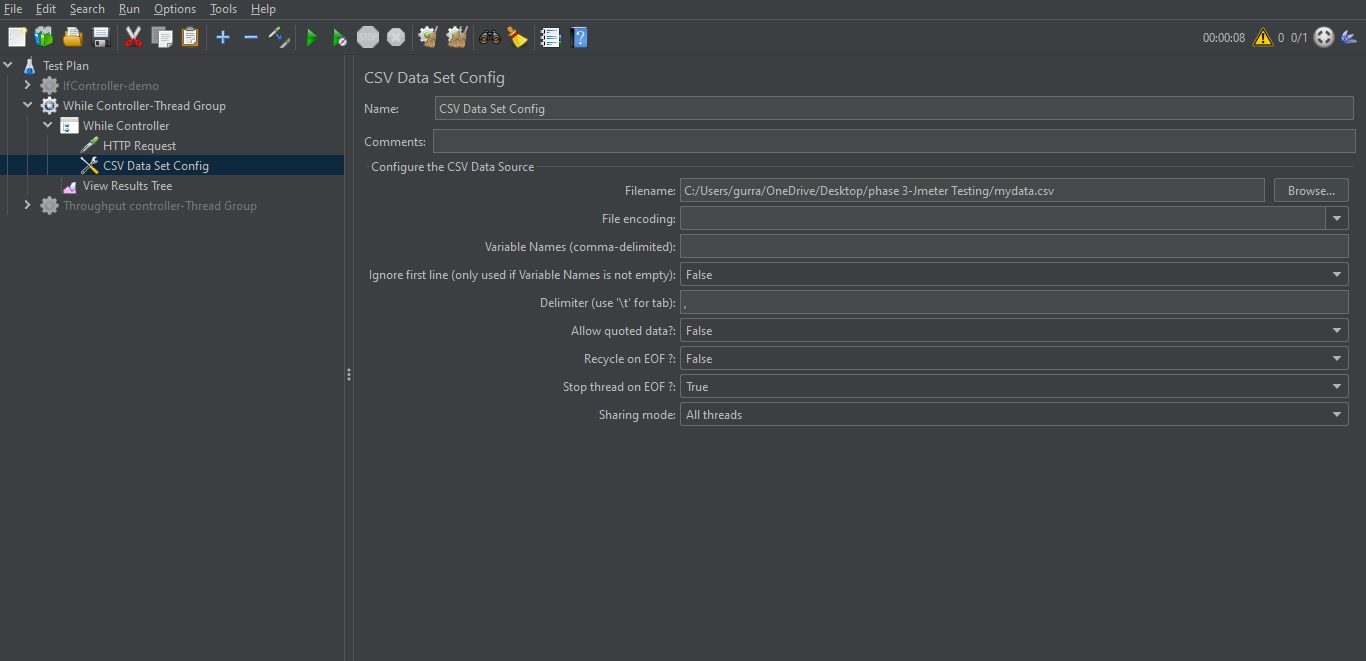 File Edit Search Run Options Tools Help
STOP 00:00:08 0 0/1
Test Plan
IfController-demo
While Controller-Thread Group
While Controller
HTTP Request
CSV Data Set Config
View Results Tree
Throughput controller-Thread Group
CSV Data Set Config
Name: CSV Data Set Config
Comments:
Configure the CSV Data Source
Filename: C:/Users/gurra/OneDrive/Desktop/phase 3-Jmeter Testing/mydata.csv Browse...
File encoding:
Variable Names (comma-delimited):
Ignore first line (only used if Variable Names is not empty): False
Delimiter (use '\t' for tab): ,
Allow quoted data?: False
Recycle on EOF ?: False
Stop thread on EOF ?: True
Sharing mode: All threads